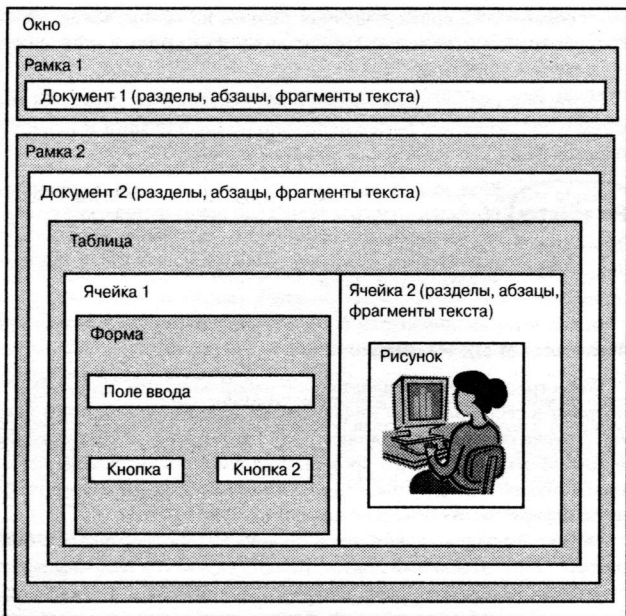 Окно
Рамка 1
Документ 1 (разделы, абзацы, фрагменты текста)
Рамка 2
Документ 2 (разделы, абзацы, фрагменты текста)
Таблица
Ячейка 1
Форма
Поле ввода
Кнопка 1
Кнопка 2
Ячейка 2 (разделы, абзацы,
фрагменты текста)
Рисунок